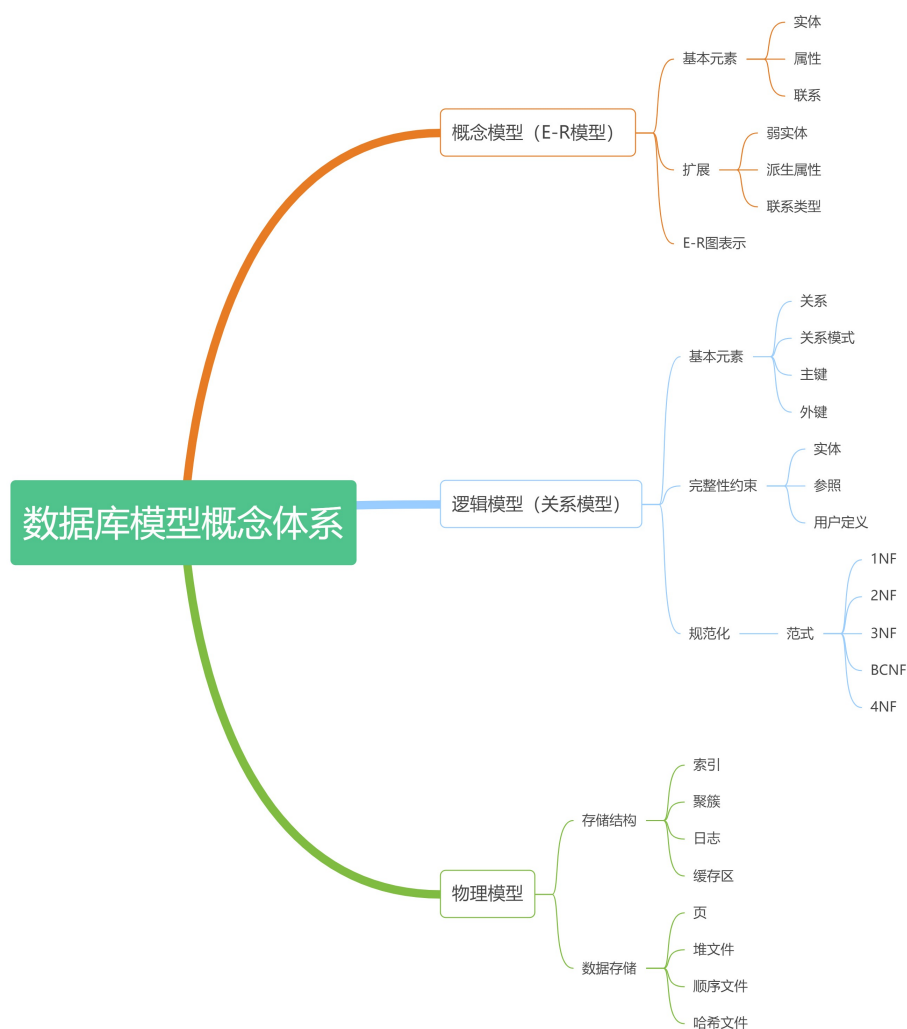 数据库模型概念体系
概念模型（E-R模型）
基本元素
实体
属性
联系
扩展
弱实体
派生属性
联系类型
E-R图表示
逻辑模型（关系模型）
基本元素
关系
关系模式
主键
外键
完整性约束
实体
参照
用户定义
规范化
范式
1NF
2NF
3NF
BCNF
4NF
物理模型
存储结构
索引
聚簇
日志
缓存区
数据存储
页
堆文件
顺序文件
哈希文件